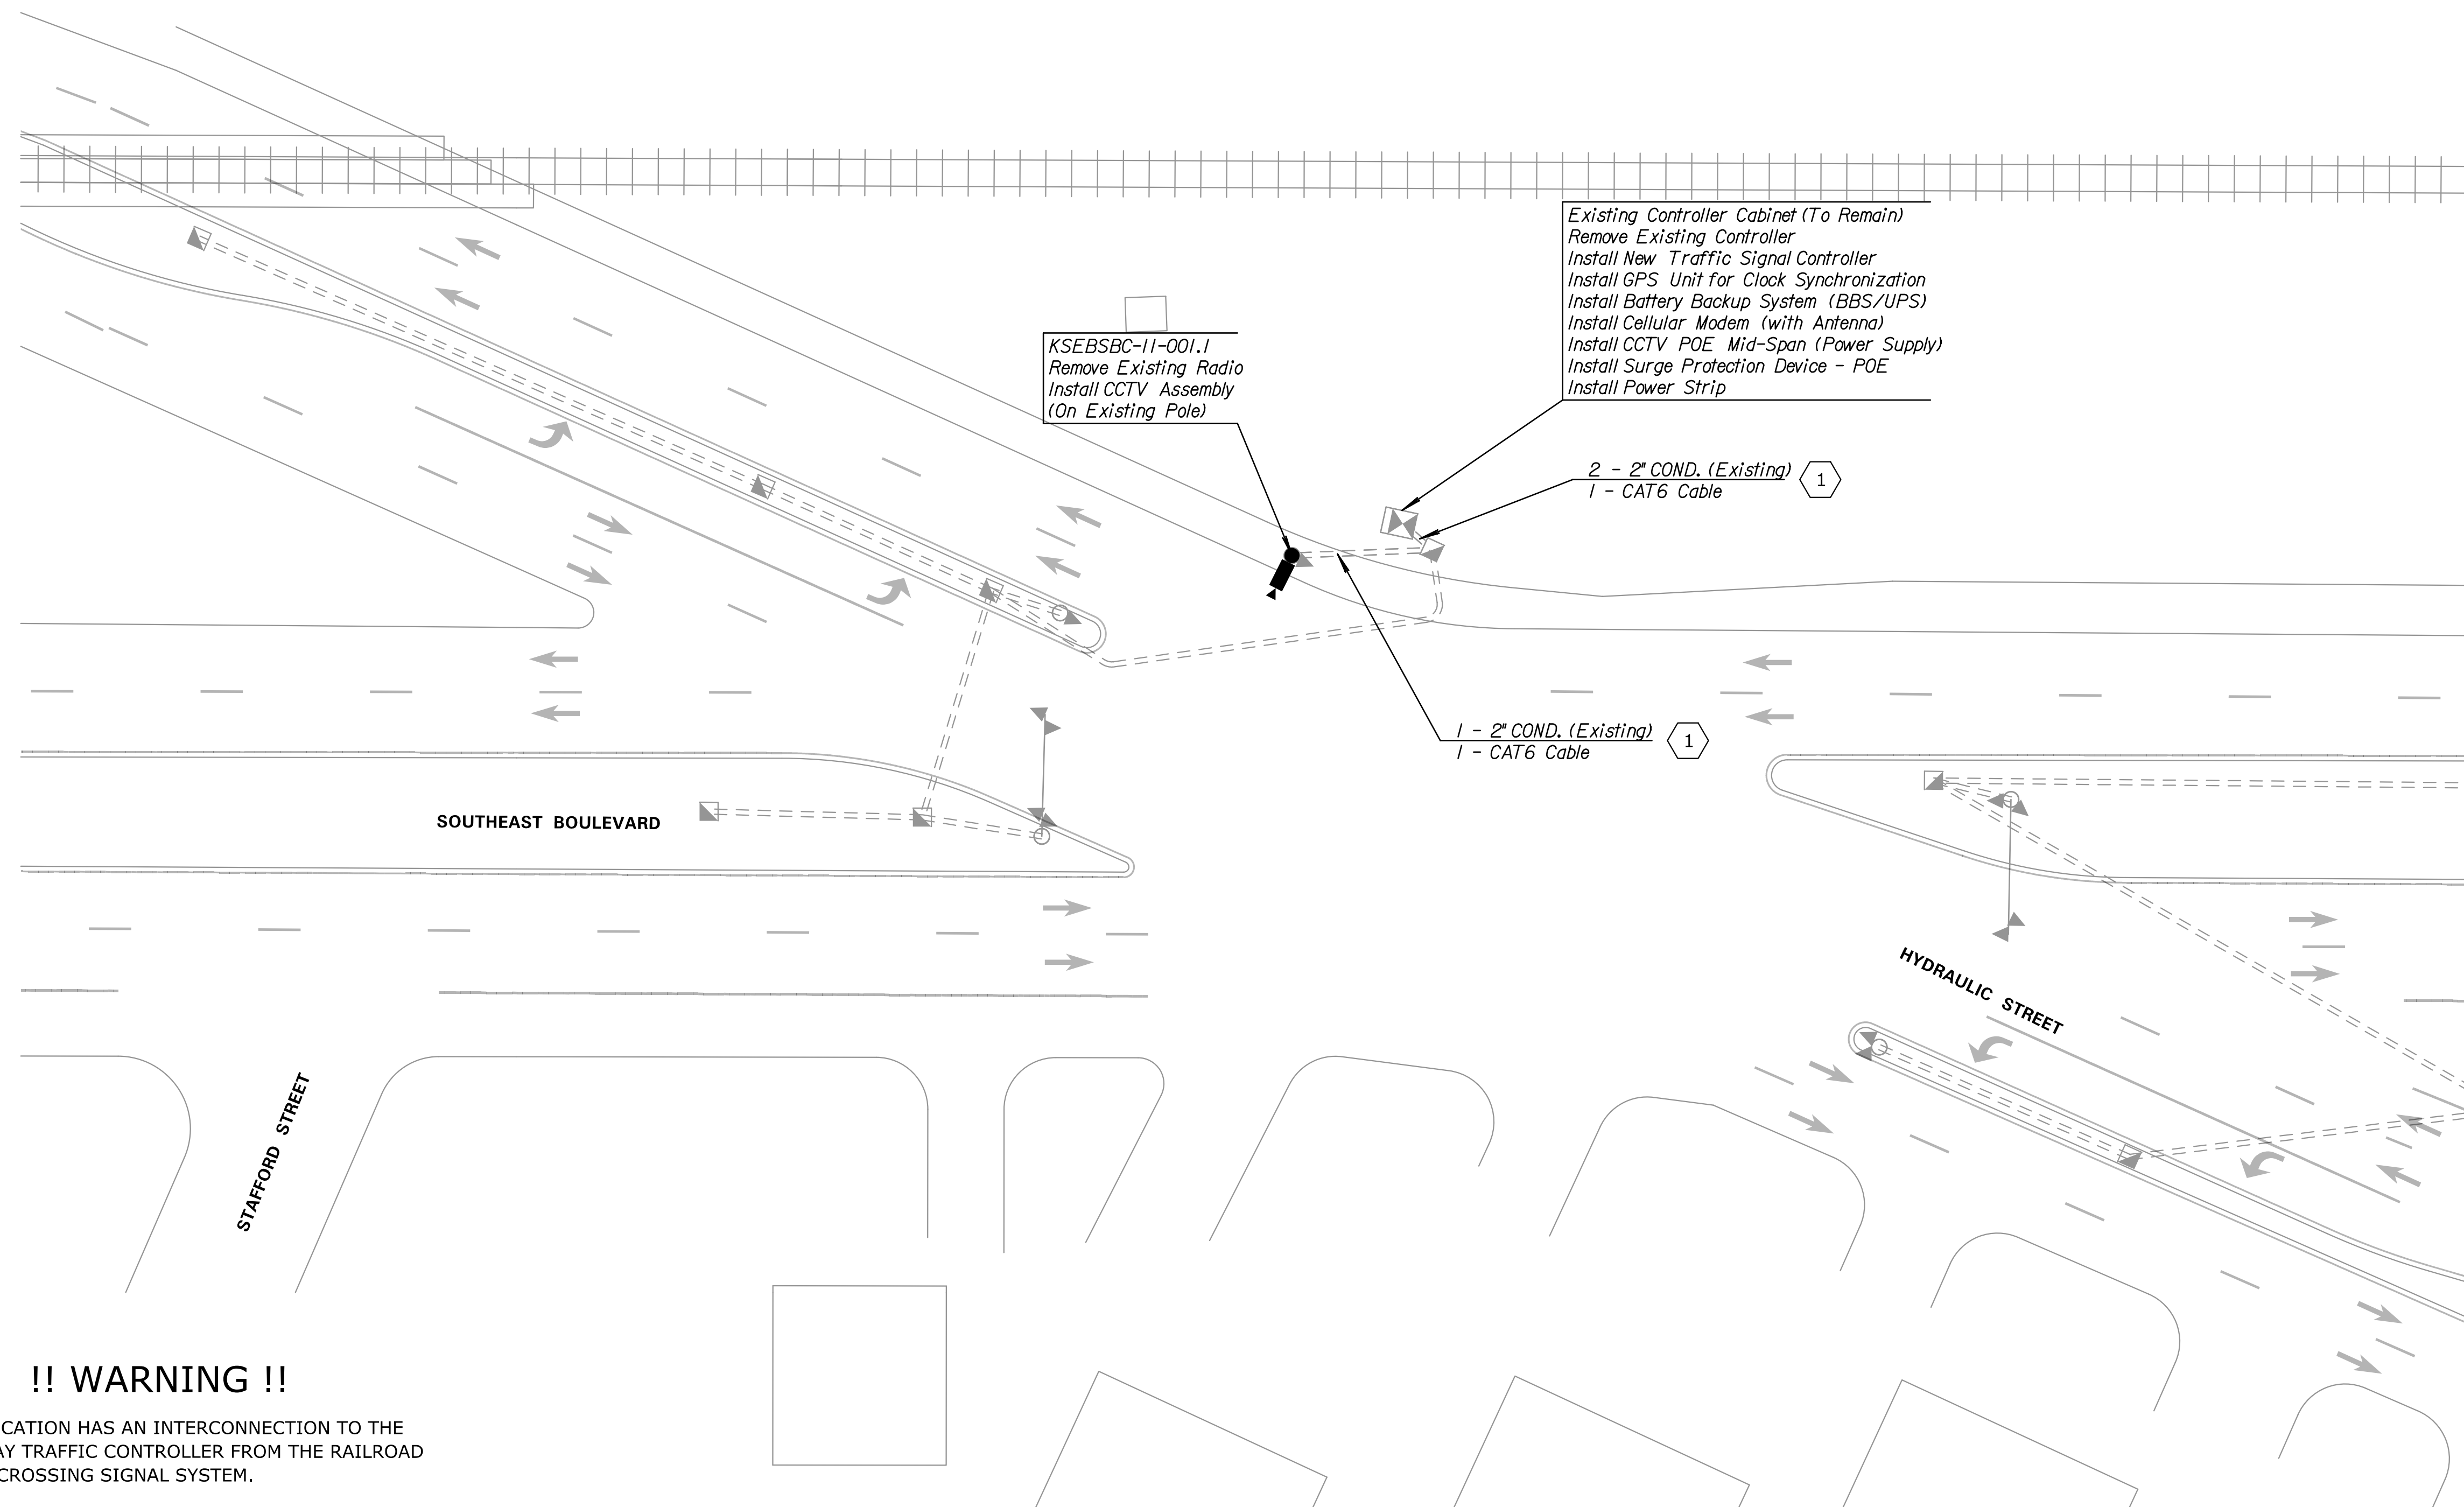 Existing Controller Cabinet (To Remain)
Remove Existing Controller
Install New Traffic Signal Controller
Install GPS Unit for Clock Synchronization
Install Battery Backup System (BBS/UPS)
Install Cellular Modem (with Antenna)
Install CCTV POE Mid-Span (Power Supply)
Install Surge Protection Device - POE
Install Power Strip
KSEBSBC-11-001.1
Remove Existing Radio
Install CCTV Assembly
(On Existing Pole)
2 - 2" COND. (Existing)
1 - CAT6 Cable
1
1 - 2" COND. (Existing)
1 - CAT6 Cable
1
SOUTHEAST BOULEVARD
HYDRAULIC STREET
STAFFORD STREET
!! WARNING !!
CATION HAS AN INTERCONNECTION TO THE
AY TRAFFIC CONTROLLER FROM THE RAILROAD
CROSSING SIGNAL SYSTEM.